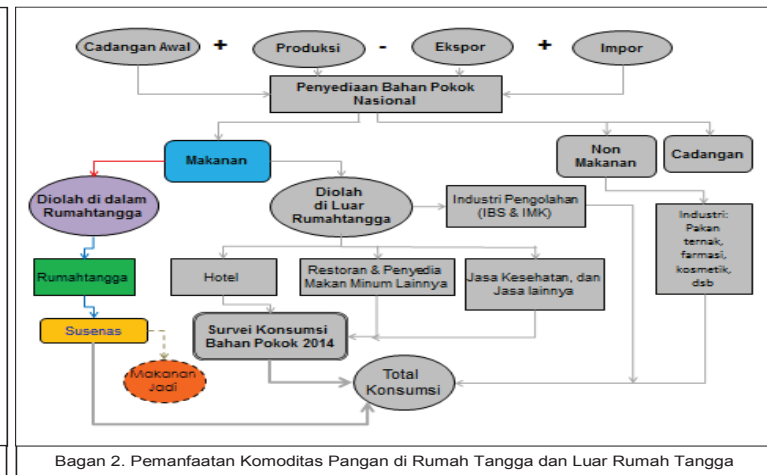 Cadangan Awal + Produksi - Ekspor + Impor
Penyediaan Bahan Pokok
Nasional
Makanan
Non
Makanan
Cadangan
Diolah di dalam
Rumahtangga
Diolah
di Luar
Rumahtangga
Industri Pengolahan
(IBS & IMK)
Industri:
Pakan
ternak,
farmasi,
kosmetik,
dsb
Rumahtangga
Hotel
Restoran & Penyedia
Makan Minum Lainnya
Jasa Kesehatan, dan
Jasa lainnya
Susenas
Survei Konsumsi
Bahan Pokok 2014
Makanan
Jadi
Total
Konsumsi
Bagan 2. Pemanfaatan Komoditas Pangan di Rumah Tangga dan Luar Rumah Tangga